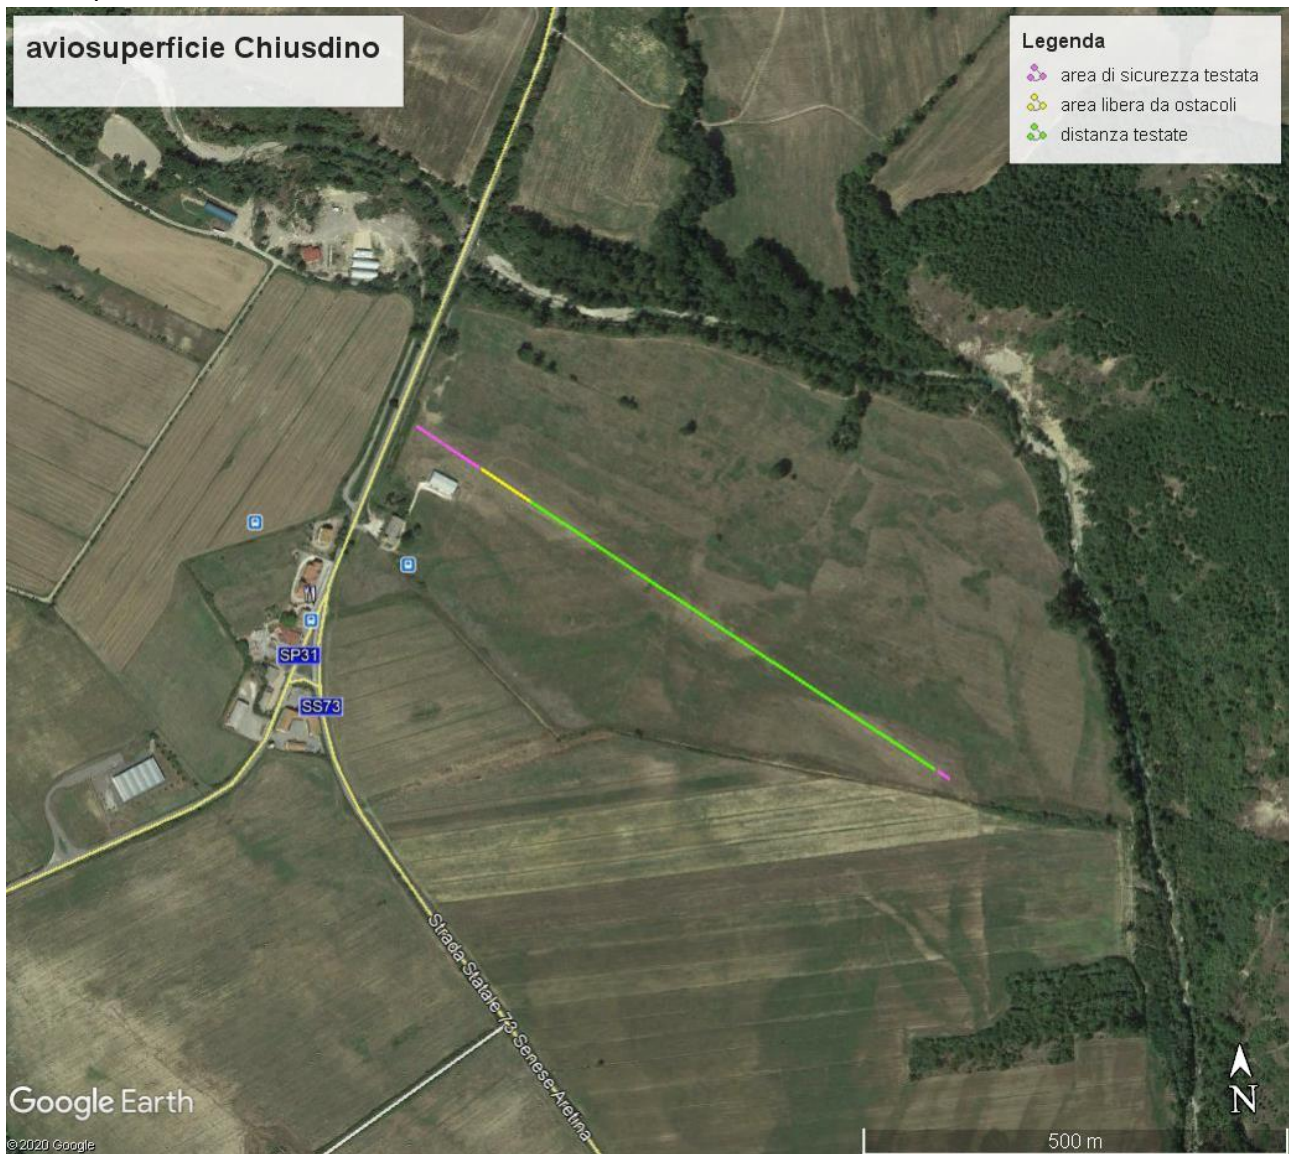 aviosuperficie Chiusdino
Legenda
area di sicurezza testata
area libera da ostacoli
distanza testate
SP31
SS73
Strada Statale 73 Senese Aretina
Google Earth
N
©2020 Google
500 m